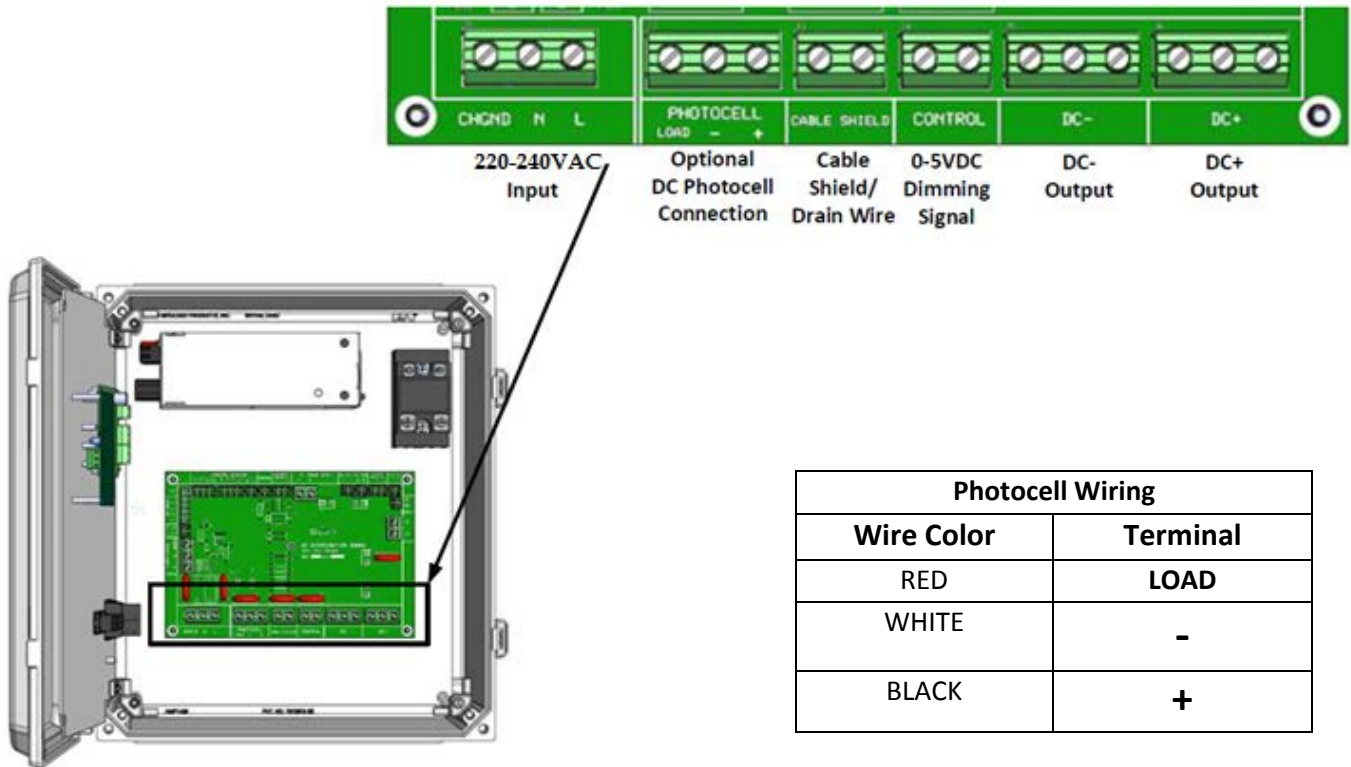 CHGND N L
PHOTOCELL
LOAD - +
CABLE SHIELD
CONTROL
DC-
DC+
220-240VAC
Input
Optional
DC Photocell
Connection
Cable
Shield/
Drain Wire
0-5VDC
Dimming
Signal
DC-
Output
DC+
Output
Photocell Wiring
Wire Color Terminal
RED LOAD
WHITE -
BLACK +